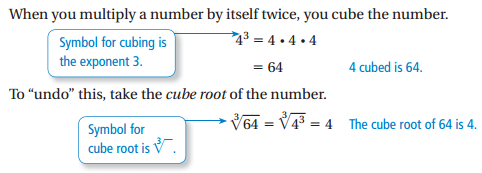 When you multiply a number by itself twice, you cube the number.
Symbol for cubing is
the exponent 3.
4³ = 4 • 4 • 4
= 64
4 cubed is 64.
To “undo” this, take the cube root of the number.
Symbol for
cube root is ∛ .
∛64 = ∛4³ = 4
The cube root of 64 is 4.